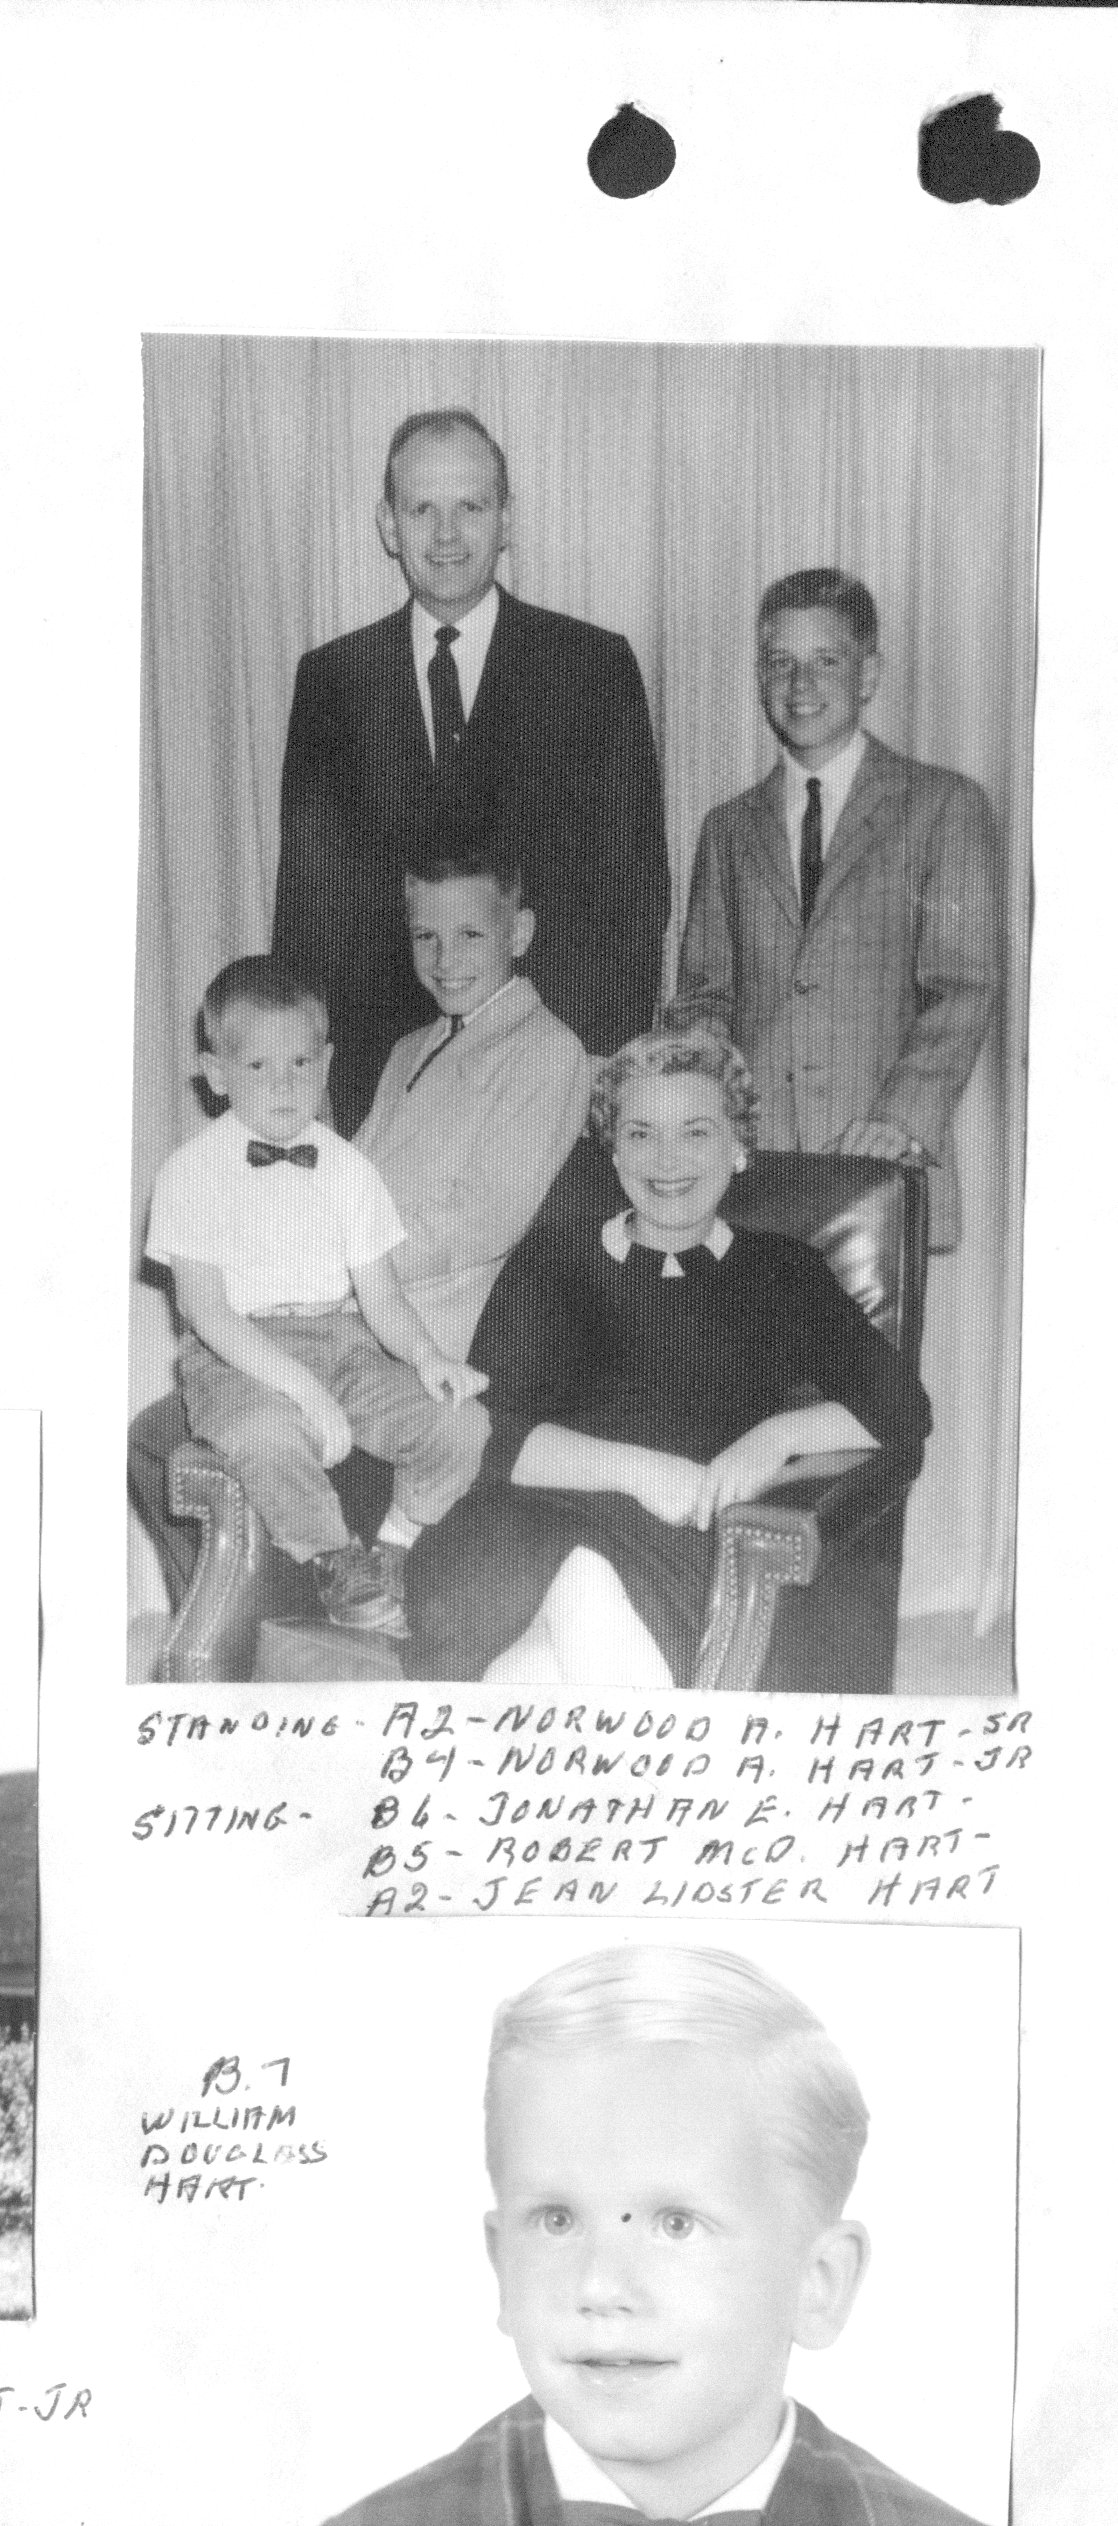 STANDING - A2 - NORWOOD A. HART - SR
B4 - NORWOOD A. HART - JR
SITTING - B6 - JONATHAN E. HART -
B5 - ROBERT McD. HART -
A2 - JEAN LIDSTER HART
B.7
WILLIAM
DOUGLASS
HART.
T-JR